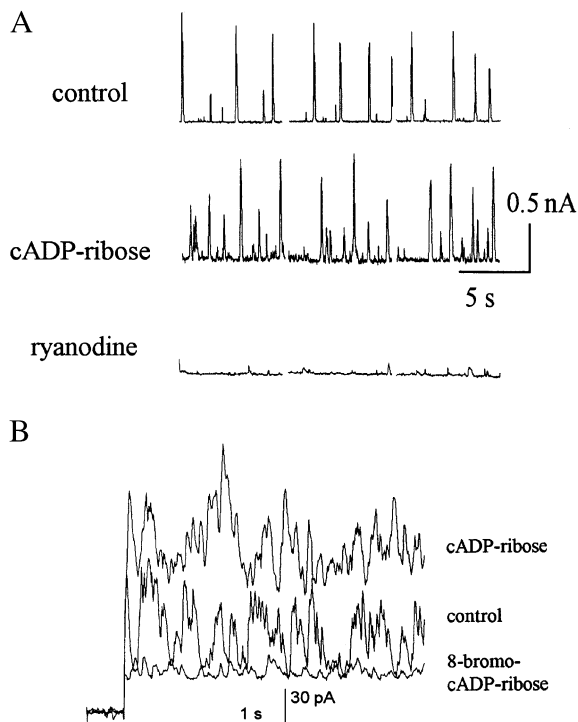 A
control
cADP-ribose
0.5 nA
5 s
ryanodine
B
cADP-ribose
control
8-bromo-
cADP-ribose
30 pA
1 s